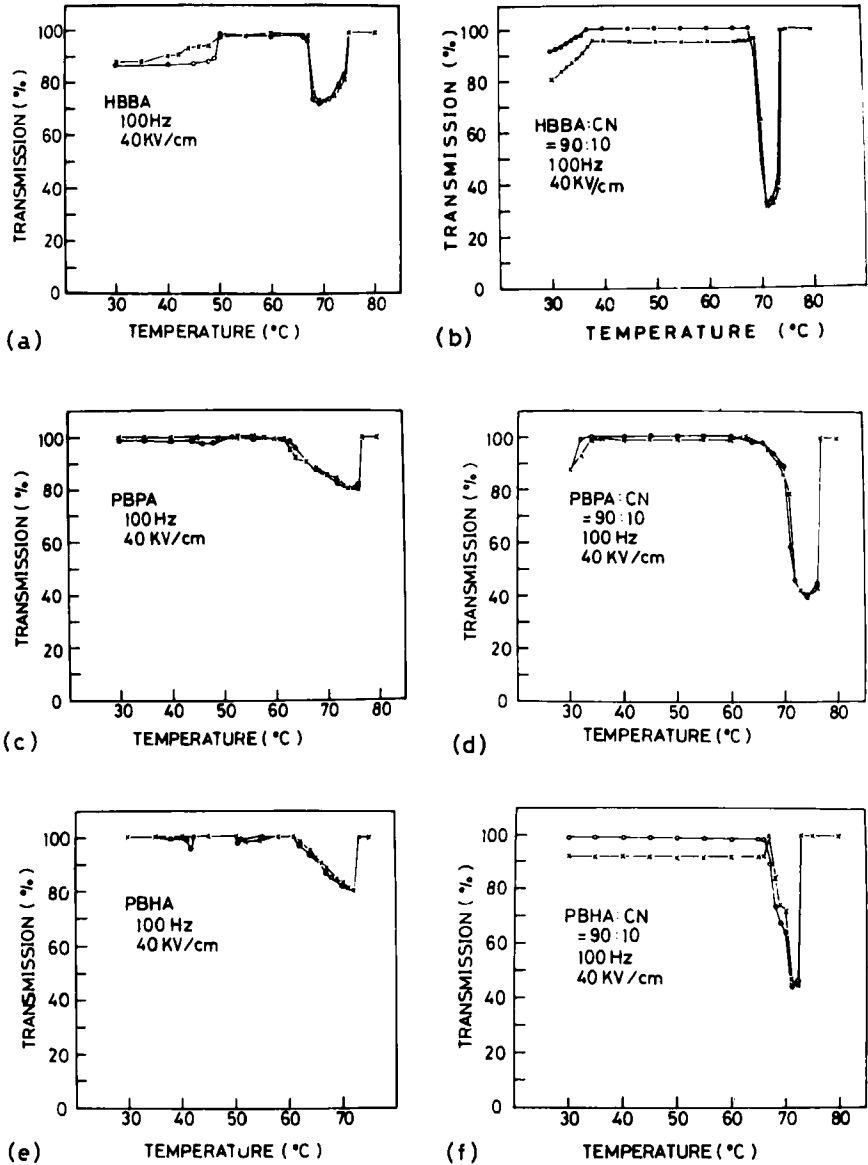 TRANSMISSION (%)
100
80
60
40
20
0
HBBA
100Hz
40KV/cm
30 40 50 60 70 80
TEMPERATURE (°C)
(a)
TRANSMISSION (%)
100
80
60
40
20
0
HBBA:CN
=90:10
100Hz
40KV/cm
30 40 50 60 70 80
TEMPERATURE (°C)
(b)
TRANSMISSION (%)
100
80
60
40
20
0
PBPA
100Hz
40 KV/cm
30 40 50 60 70 80
TEMPERATURE (°C)
(c)
TRANSMISSION (%)
100
80
60
40
20
0
PBPA:CN
=90:10
100 Hz
40 KV/cm
30 40 50 60 70 80
TEMPERATURE (°C)
(d)
TRANSMISSION (%)
100
80
60
40
20
0
PBHA
100 Hz
40KV/cm
30 40 50 60 70
TEMPERATURE (°C)
(e)
TRANSMISSION (%)
100
80
60
40
20
0
PBHA:CN
=90:10
100 Hz
40 KV/cm
30 40 50 60 70 80
TEMPERATURE (°C)
(f)